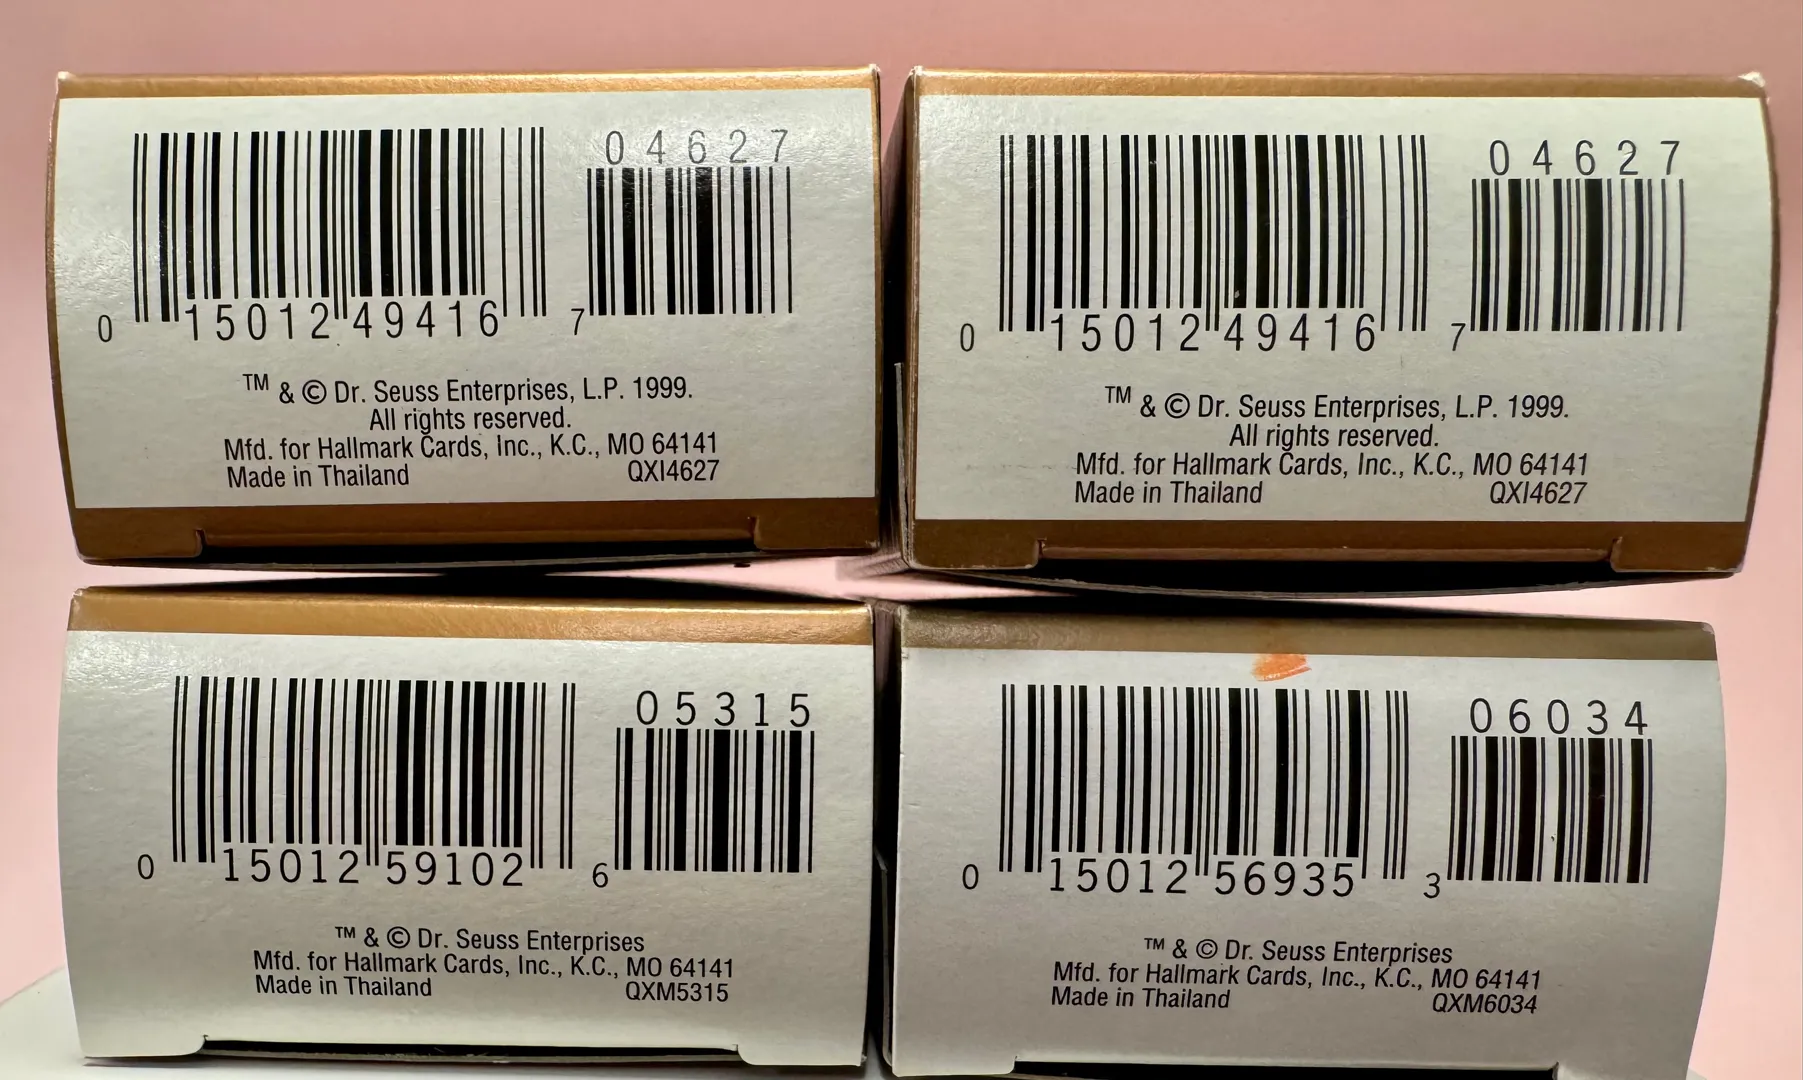 04627
0 15012 49416 7
™ & © Dr. Seuss Enterprises, L.P. 1999.
All rights reserved.
Mfd. for Hallmark Cards, Inc., K.C., MO 64141
Made in Thailand QXI4627
04627
0 15012 49416 7
™ & © Dr. Seuss Enterprises, L.P. 1999.
All rights reserved.
Mfd. for Hallmark Cards, Inc., K.C., MO 64141
Made in Thailand QXI4627
05315
0 15012 59102 6
™ & © Dr. Seuss Enterprises
Mfd. for Hallmark Cards, Inc., K.C., MO 64141
Made in Thailand QXM5315
06034
0 15012 56935 3
™ & © Dr. Seuss Enterprises
Mfd. for Hallmark Cards, Inc., K.C., MO 64141
Made in Thailand QXM6034